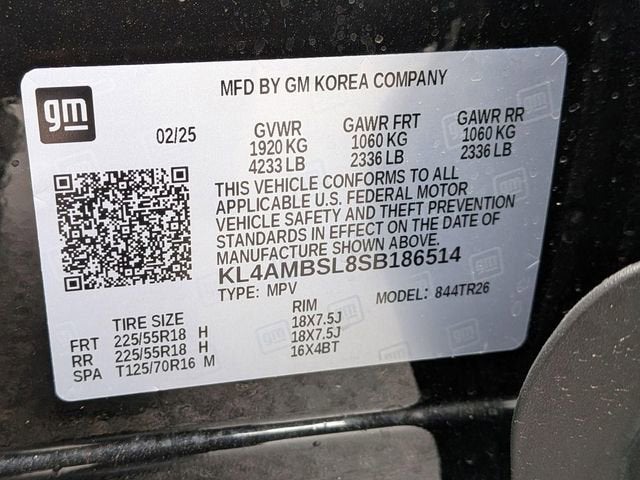 gm
MFD BY GM KOREA COMPANY
02/25
GVWR GAWR FRT GAWR RR
1920 KG 1060 KG 1060 KG
4233 LB 2336 LB 2336 LB
THIS VEHICLE CONFORMS TO ALL
APPLICABLE U.S. FEDERAL MOTOR
VEHICLE SAFETY AND THEFT PREVENTION
STANDARDS IN EFFECT ON THE DATE OF
MANUFACTURE SHOWN ABOVE.
KL4AMBSL8SB186514
TYPE: MPV MODEL: 844TR26
TIRE SIZE RIM
FRT 225/55R18 H 18X7.5J
RR 225/55R18 H 18X7.5J
SPA T125/70R16 M 16X4BT